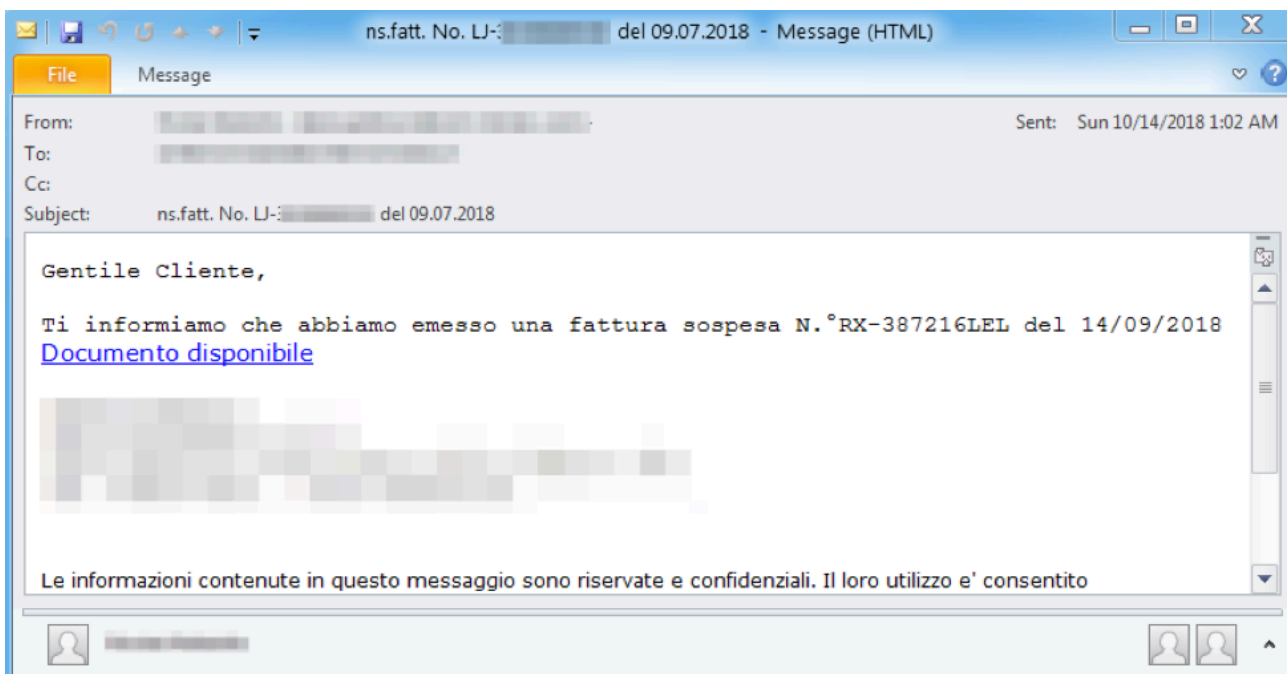 ns.fatt. No. LJ- del 09.07.2018 - Message (HTML)
File Message
From:
Sent: Sun 10/14/2018 1:02 AM
To:
Cc:
Subject: ns.fatt. No. LJ- del 09.07.2018
Gentile Cliente,
Ti informiamo che abbiamo emesso una fattura sospesa N.°RX-387216LEL del 14/09/2018
Documento disponibile
Le informazioni contenute in questo messaggio sono riservate e confidenziali. Il loro utilizzo e' consentito